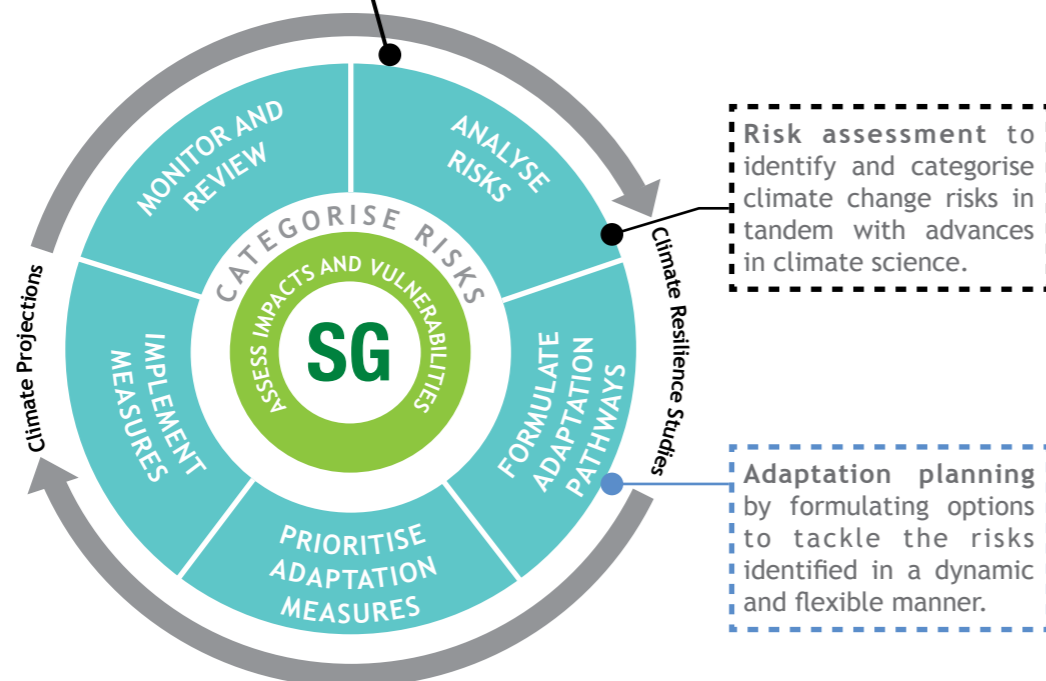 MONITOR AND
REVIEW
ANALYSE
RISKS
CATEGORISE RISKS
ASSESS IMPACTS AND VULNERABILITIES
SG
Climate Projections
Climate Resilience Studies
IMPLEMENT
MEASURES
FORMULATE
ADAPTATION
PATHWAYS
PRIORITISE
ADAPTATION
MEASURES
Risk assessment to
identify and categorise
climate change risks in
tandem with advances
in climate science.
Adaptation planning
by formulating options
to tackle the risks
identified in a dynamic
and flexible manner.